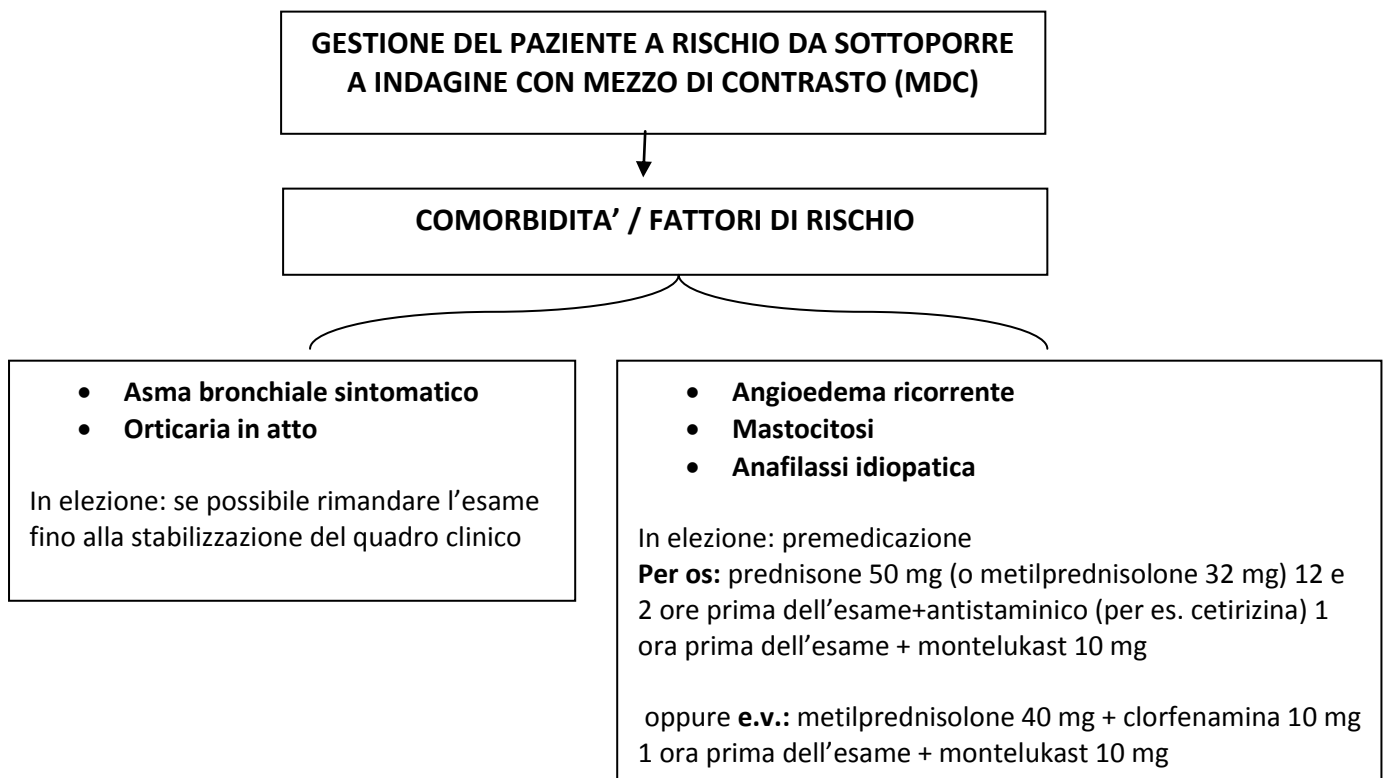 GESTIONE DEL PAZIENTE A RISCHIO DA SOTTOPORRE
A INDAGINE CON MEZZO DI CONTRASTO (MDC)
COMORBIDITA’ / FATTORI DI RISCHIO
• Asma bronchiale sintomatico
• Orticaria in atto
In elezione: se possibile rimandare l’esame
fino alla stabilizzazione del quadro clinico
• Angioedema ricorrente
• Mastocitosi
• Anafilassi idiopatica
In elezione: premedicazione
Per os: prednisone 50 mg (o metilprednisolone 32 mg) 12 e
2 ore prima dell’esame+antistaminico (per es. cetirizina) 1
ora prima dell’esame + montelukast 10 mg
oppure e.v.: metilprednisolone 40 mg + clorfenamina 10 mg
1 ora prima dell’esame + montelukast 10 mg